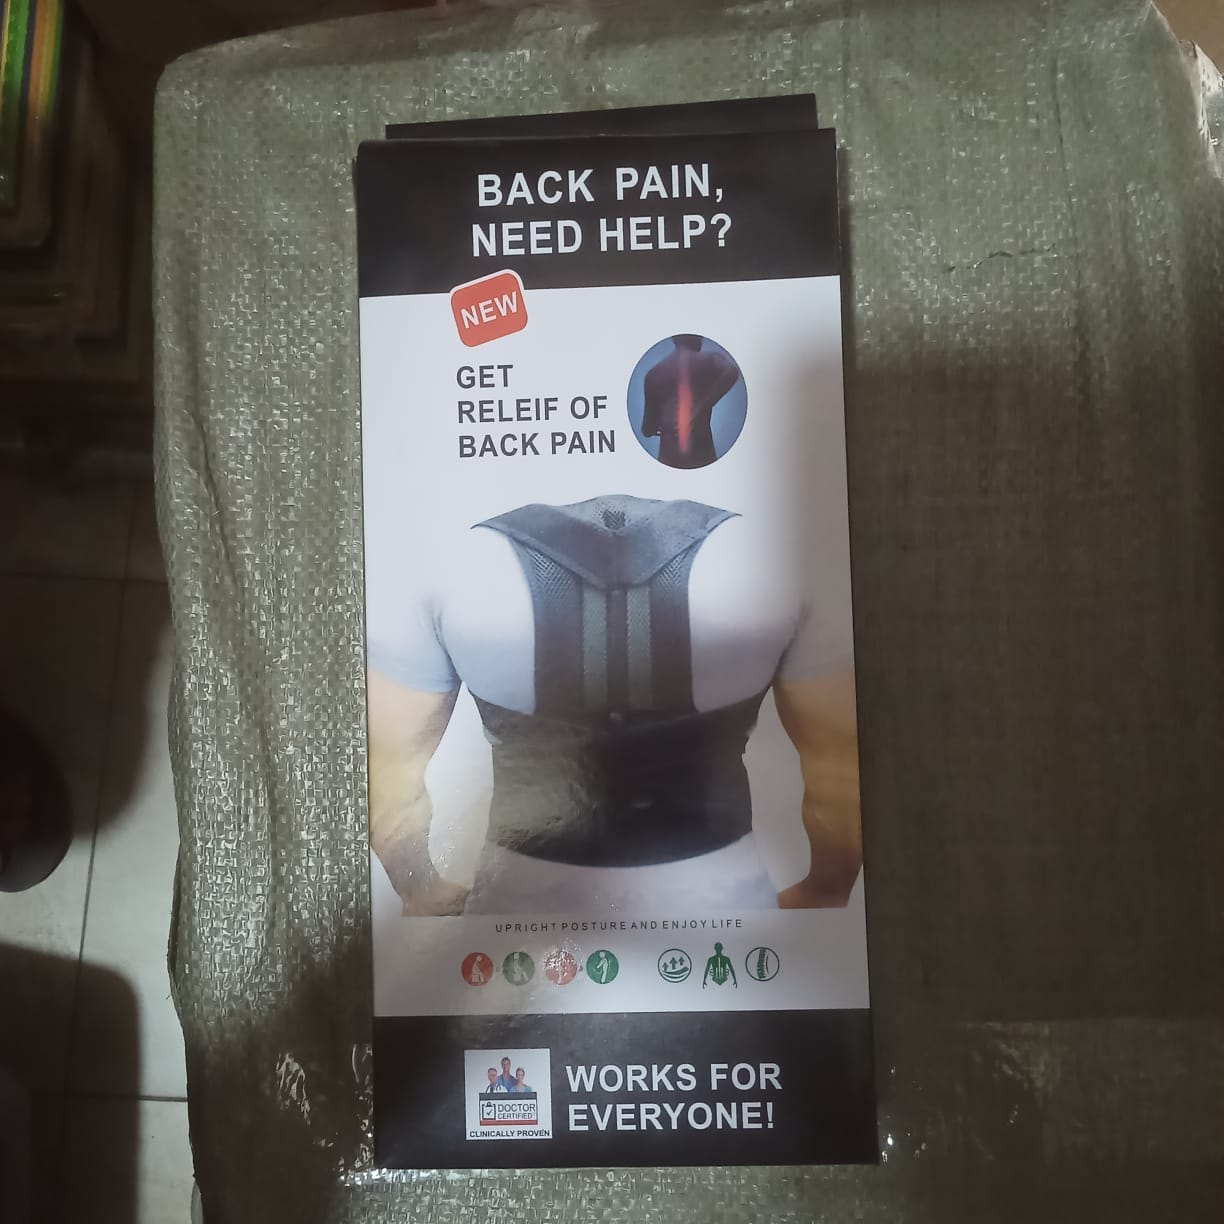 BACK PAIN,
NEED HELP?
NEW
GET
RELEIF OF
BACK PAIN
UPRIGHT POSTURE AND ENJOY LIFE
DOCTOR
CERTIFIED
CLINICALLY PROVEN
WORKS FOR
EVERYONE!